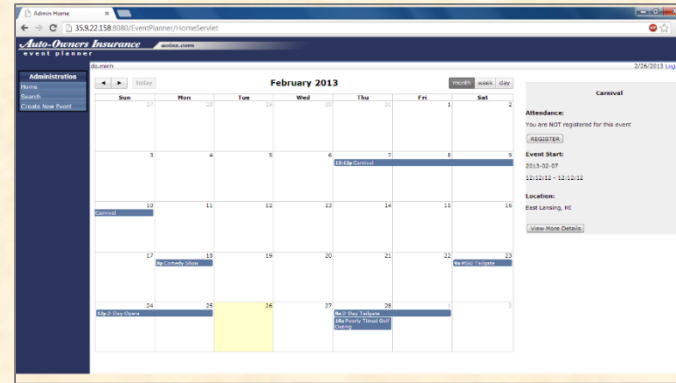 Admin Home
35.9.22.158:8080/EventPlanner/HomeServlet
Auto-Owners Insurance
aoins.com
event planner
2/26/2013
Administration
Home
Search
Create New Event
today
February 2013
month week day
Sun Mon Tue Wed Thu Fri Sat
27 28 29 30 31 1 2
3 4 5 6 7 8 9
12:12p Carnival
10 11 12 13 14 15 16
Carnival
17 18 19 20 21 22 23
Comedy Show
MSU Tailgate
24 25 26 27 28 1 2
2-Day Opera
2-Day Tailgate
Poorly Timed Golf
Outing
Carnival
Attendance:
You are NOT registered for this event
REGISTER
Event Start:
2013-02-07
12:12:12 - 12:12:12
Location:
East Lansing, MI
View More Details